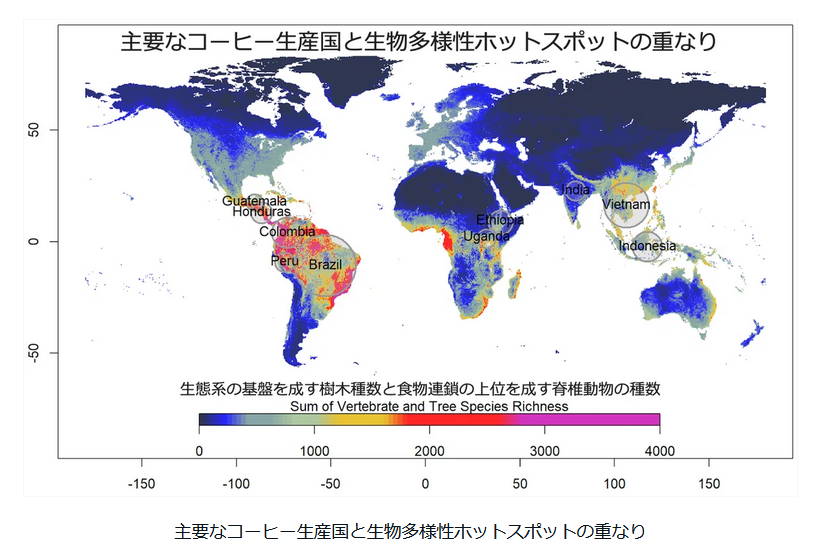 主要なコーヒー生産国と生物多様性ホットスポットの重なり
50
0
-50
Guatemala
Honduras
Colombia
Peru
Brazil
Ethiopia
Uganda
India
Vietnam
Indonesia
生態系の基盤を成す樹木種数と食物連鎖の上位を成す脊椎動物の種数
Sum of Vertebrate and Tree Species Richness
0 1000 2000 3000 4000
-150 -100 -50 0 50 100 150
主要なコーヒー生産国と生物多様性ホットスポットの重なり